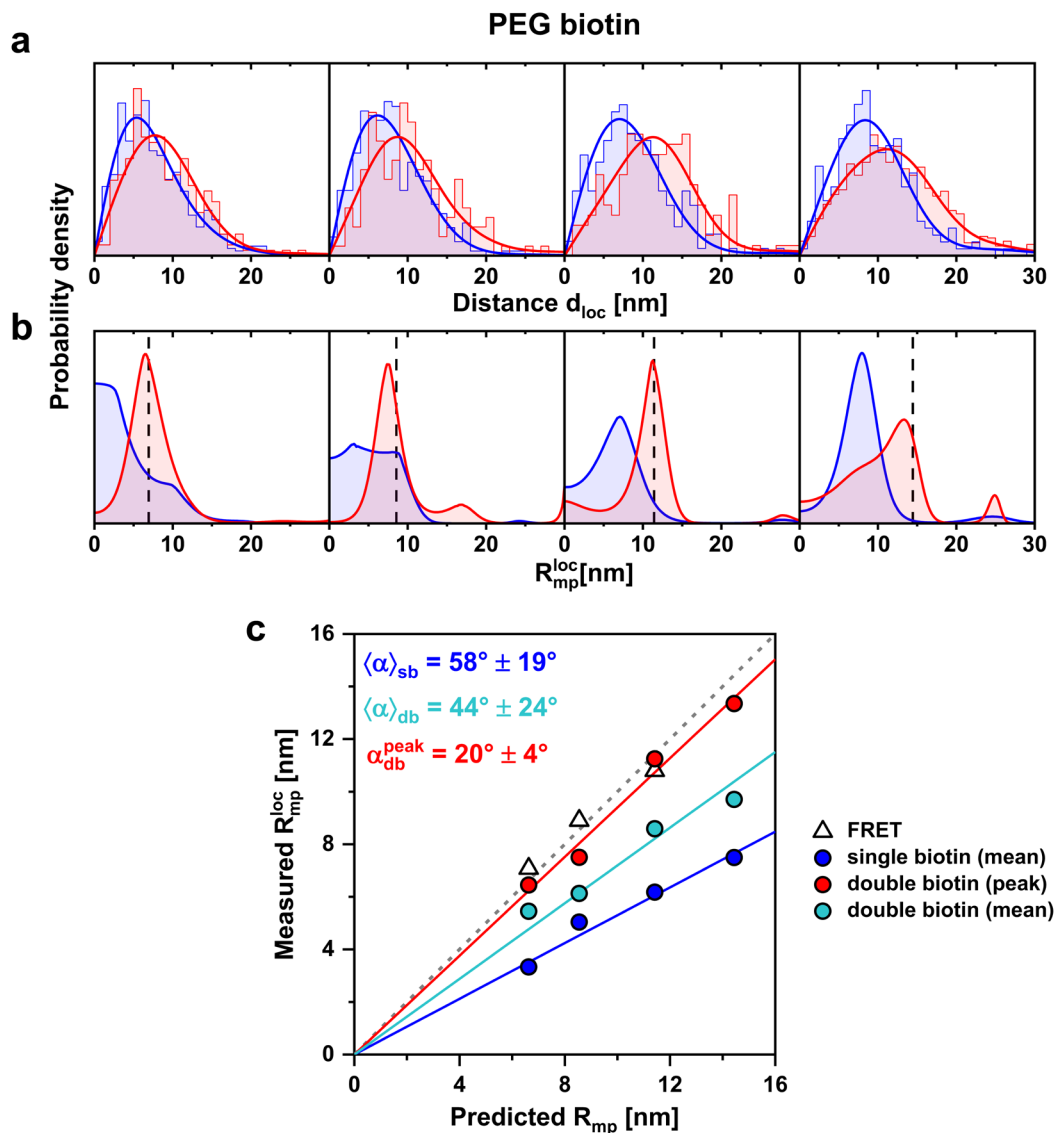 PEG biotin
a
Probability density
0 10 20 0 10 20 0 10 20 0 10 20 30
Distance d_loc [nm]
b
0 10 20 0 10 20 0 10 20 0 10 20 30
R_mp^loc[nm]
c
16
12
8
4
0
Measured R_mp^loc [nm]
⟨α⟩_sb = 58° ± 19°
⟨α⟩_db = 44° ± 24°
α_db^peak = 20° ± 4°
FRET
single biotin (mean)
double biotin (peak)
double biotin (mean)
0 4 8 12 16
Predicted R_mp [nm]